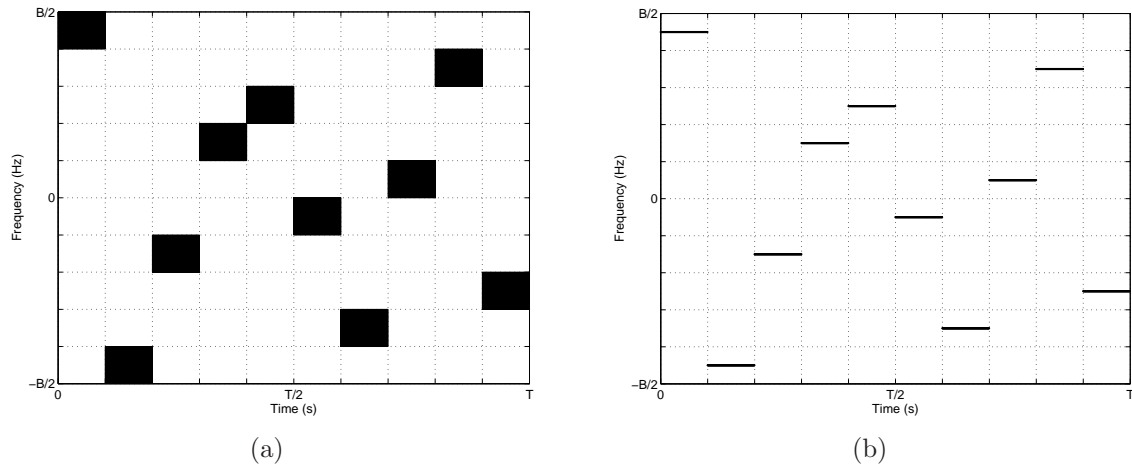 B/2
0
−B/2
Frequency (Hz)
0
T/2
T
Time (s)
(a)
B/2
0
−B/2
Frequency (Hz)
0
T/2
T
Time (s)
(b)